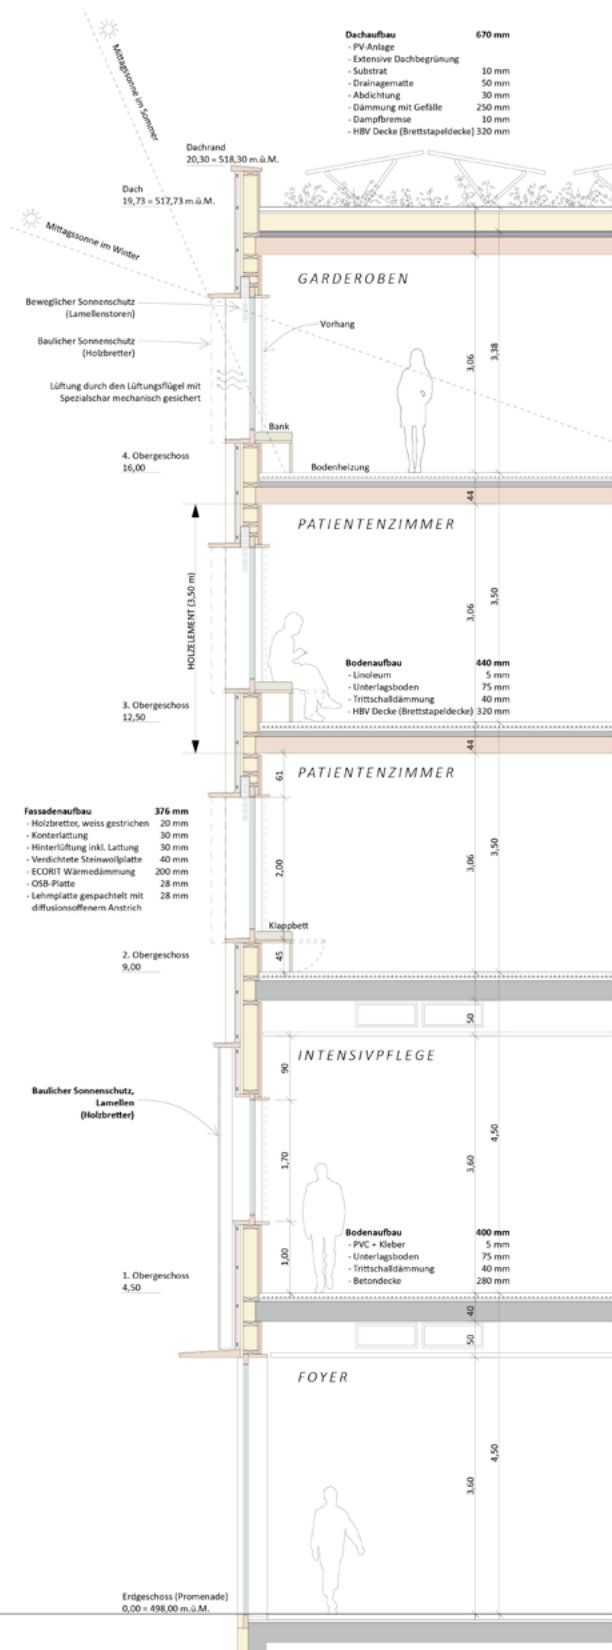 Dachaufbau 670 mm
- PV-Anlage
- Extensive Dachbegrünung
- Substrat 10 mm
- Drainagematte 50 mm
- Abdichtung 30 mm
- Dämmung mit Gefälle 250 mm
- Dampfbremse 10 mm
- HBV Decke (Brettstapeldecke) 320 mm
Mittagssonne im Sommer
Dachrand
20,30 = 518,30 m.ü.M.
Dach
19,73 = 517,73 m.ü.M.
Mittagssonne im Winter
GARDEROBEN
Beweglicher Sonnenschutz
(Lamellenstoren)
Vorhang
Baulicher Sonnenschutz
(Holzbretter)
3,06
3,38
Lüftung durch den Lüftungsflügel mit
Spezialschar mechanisch gesichert
Bank
4. Obergeschoss
16,00
Bodenheizung
44
PATIENTENZIMMER
HOLZELEMENT (3,50 m)
3,06
3,50
Bodenaufbau 440 mm
- Linoleum 5 mm
- Unterlagsboden 75 mm
- Trittschalldämmung 40 mm
- HBV Decke (Brettstapeldecke) 320 mm
3. Obergeschoss
12,50
44
PATIENTENZIMMER
61
Fassadenaufbau 376 mm
- Holzbretter, weiss gestrichen 20 mm
- Konterlattung 30 mm
- Hinterlüftung inkl. Lattung 30 mm
- Verdichtete Steinwollplatte 40 mm
- ECORIT Wärmedämmung 200 mm
- OSB-Platte 28 mm
- Lehmplatte gespachtelt mit 28 mm
diffusionsoffenem Anstrich
2,00
3,06
3,50
Klappbett
45
2. Obergeschoss
9,00
50
INTENSIVPFLEGE
90
Baulicher Sonnenschutz,
Lamellen
(Holzbretter)
1,70
3,60
4,50
Bodenaufbau 400 mm
- PVC + Kleber 5 mm
- Unterlagsboden 75 mm
- Trittschalldämmung 40 mm
- Betondecke 280 mm
1,00
1. Obergeschoss
4,50
40
50
FOYER
3,60
4,50
Erdgeschoss (Promenade)
0,00 = 498,00 m.ü.M.